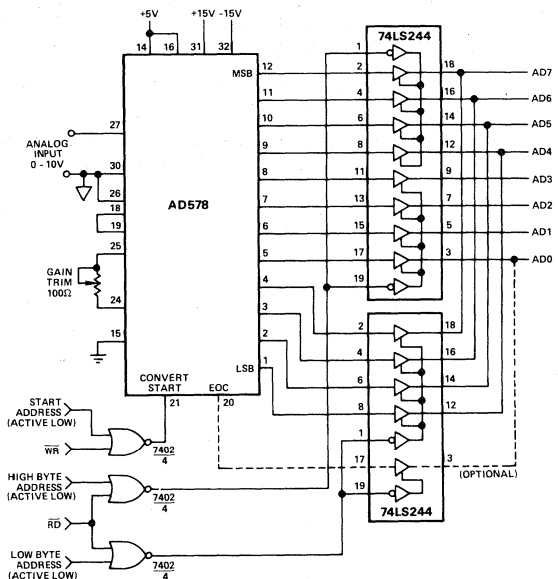 +5V
+15V -15V
14 16 31 32
74LS244
1
MSB 12 2 18 AD7
11 4 16 AD6
10 6 14 AD5
27
ANALOG
INPUT
0 - 10V
9 8 12 AD4
30
8 11 9 AD3
26
AD578
7 13 7 AD2
18
6 15 5 AD1
19
5 17 3 AD0
25
4 19
GAIN
TRIM
100Ω
3
24
2 2 18
LSB 1 4 16
15
6 14
CONVERT
START
EOC
8 12
21 20
START
ADDRESS
(ACTIVE LOW)
1
WR
7402
4
17 3
(OPTIONAL)
HIGH BYTE
ADDRESS
(ACTIVE LOW)
7402
4
19
74LS244
RD
LOW BYTE
ADDRESS
(ACTIVE LOW)
7402
4